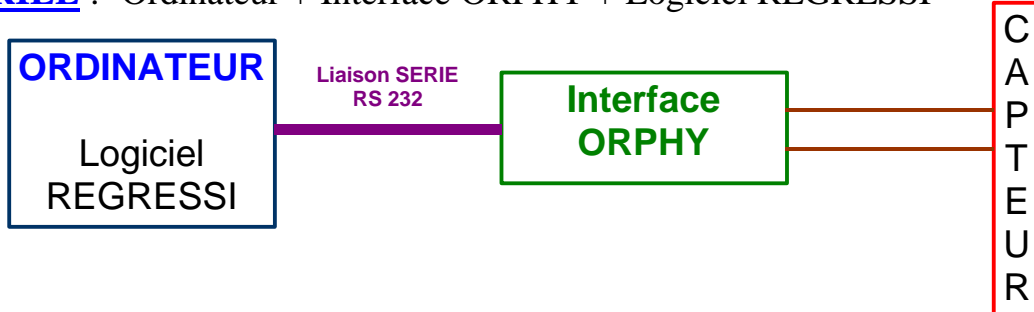 : Ordinateur + Interface ORPHY + Logiciel REGRESSI
ORDINATEUR
Logiciel
REGRESSI
Liaison SERIE
RS 232
Interface
ORPHY
C
A
P
T
E
U
R